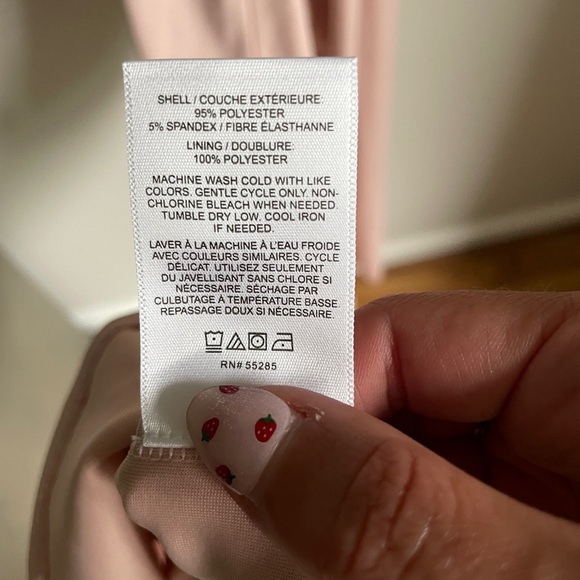 SHELL / COUCHE EXTÉRIEURE:
95% POLYESTER
5% SPANDEX / FIBRE ÉLASTHANNE
LINING / DOUBLURE:
100% POLYESTER
MACHINE WASH COLD WITH LIKE
COLORS. GENTLE CYCLE ONLY. NON-
CHLORINE BLEACH WHEN NEEDED.
TUMBLE DRY LOW. COOL IRON
IF NEEDED.
LAVER À LA MACHINE À L'EAU FROIDE
AVEC COULEURS SIMILAIRES. CYCLE
DÉLICAT. UTILISEZ SEULEMENT
DU JAVELLISANT SANS CHLORE SI
NÉCESSAIRE. SÉCHAGE PAR
CULBUTAGE À TEMPÉRATURE BASSE.
REPASSAGE DOUX SI NÉCESSAIRE.
RN# 55285